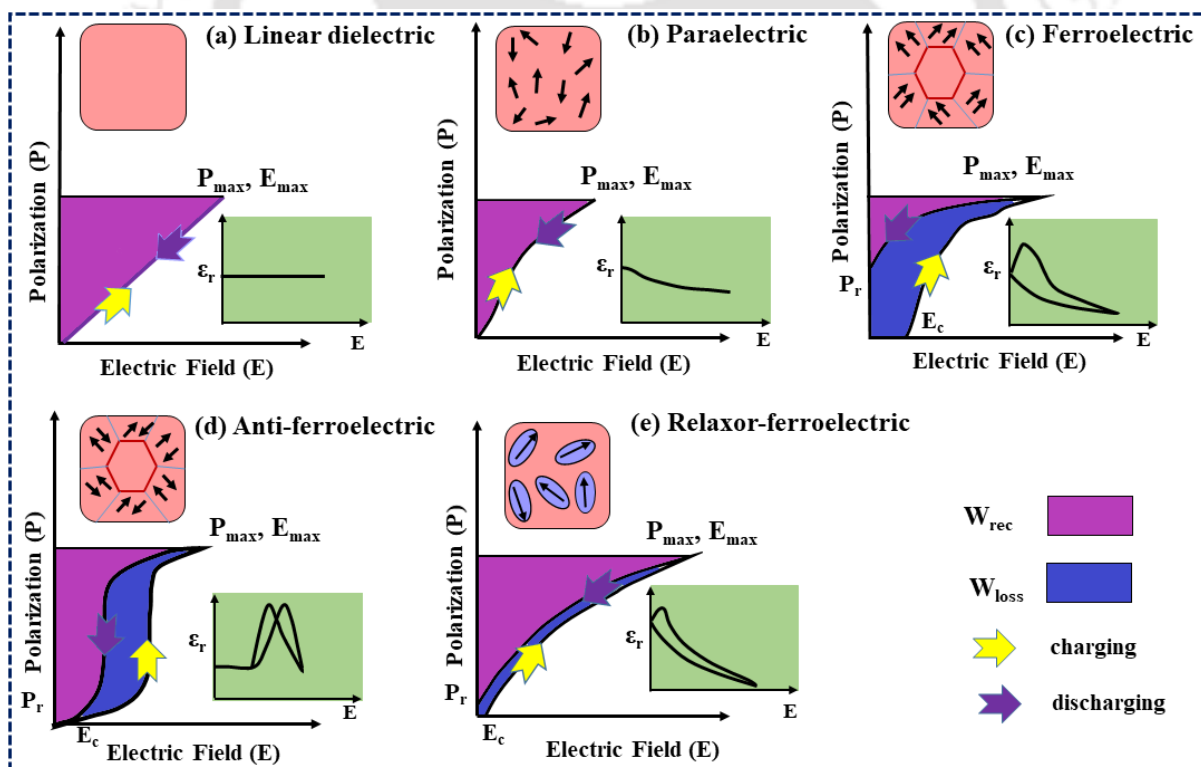 (a) Linear dielectric
Polarization (P)
Pmax, Emax
εr
E
Electric Field (E)
(b) Paraelectric
Polarization (P)
Pmax, Emax
εr
E
Electric Field (E)
(c) Ferroelectric
Polarization (P)
Pmax, Emax
Pr
Ec
εr
E
Electric Field (E)
(d) Anti-ferroelectric
Polarization (P)
Pmax, Emax
Pr
Ec
εr
E
Electric Field (E)
(e) Relaxor-ferroelectric
Polarization (P)
Pmax, Emax
Pr
Ec
εr
E
Electric Field (E)
Wrec
Wloss
charging
discharging